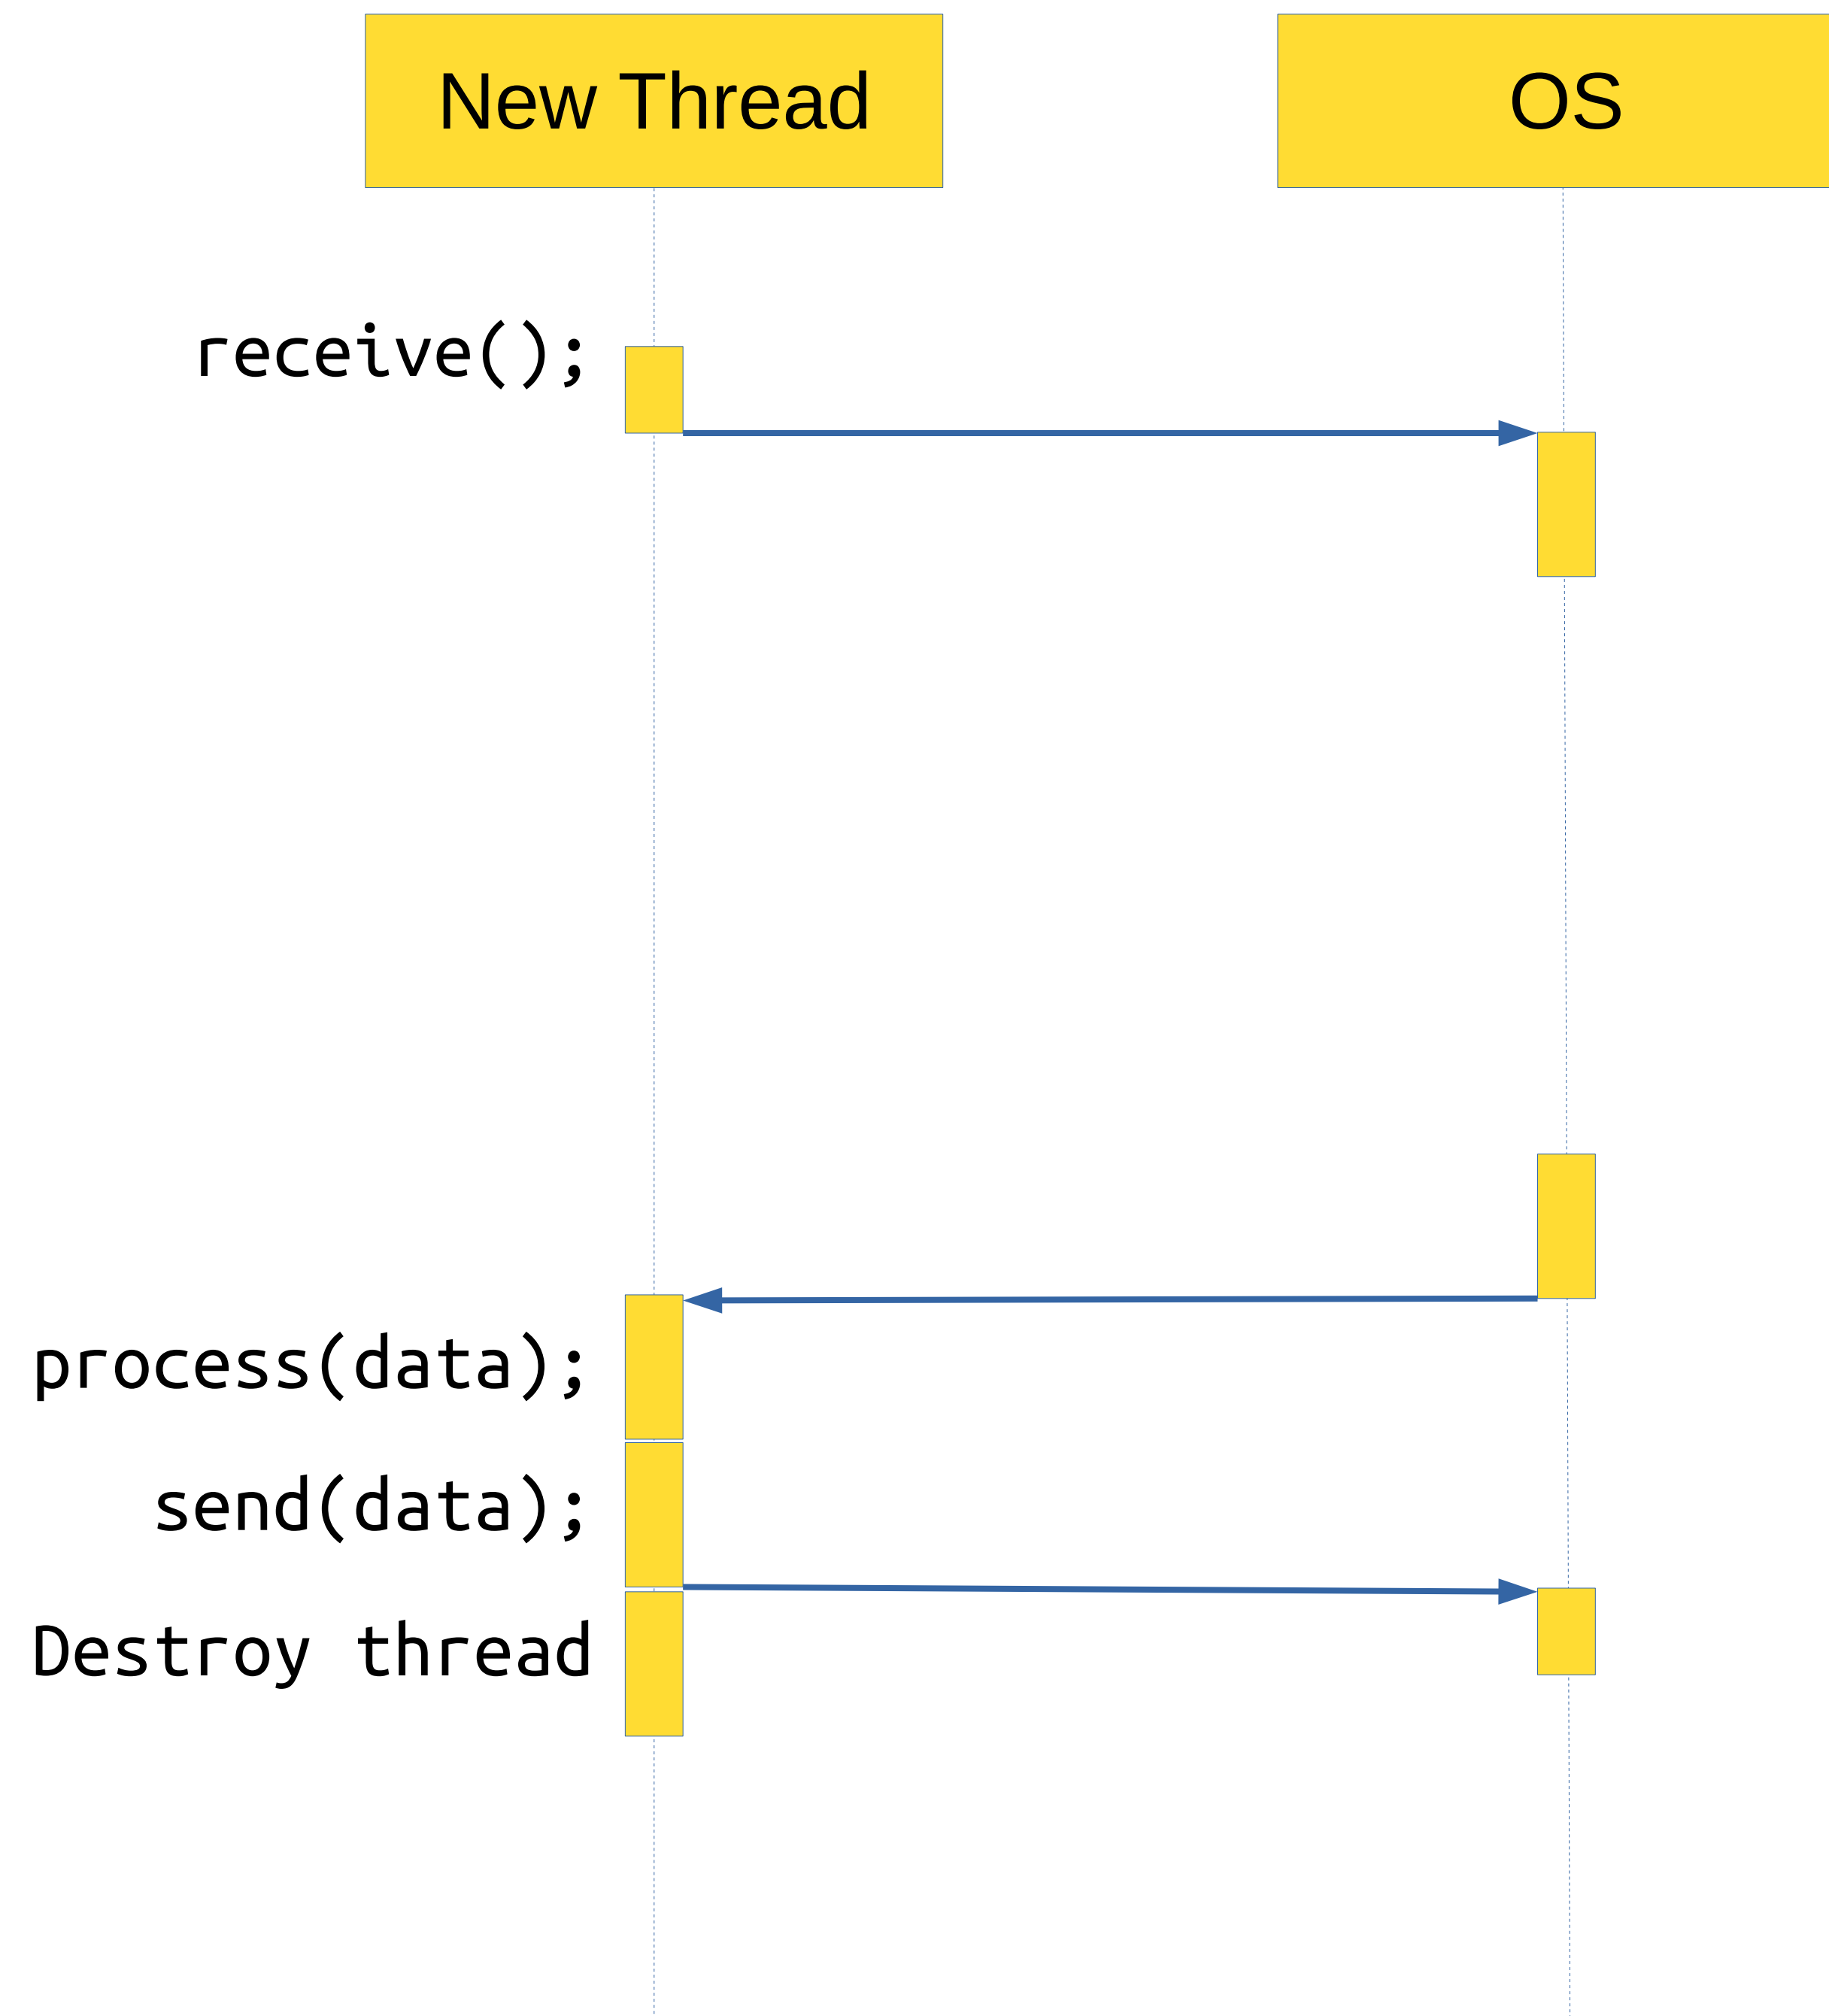 New Thread
OS
receive();
process(data);
send(data);
Destroy thread